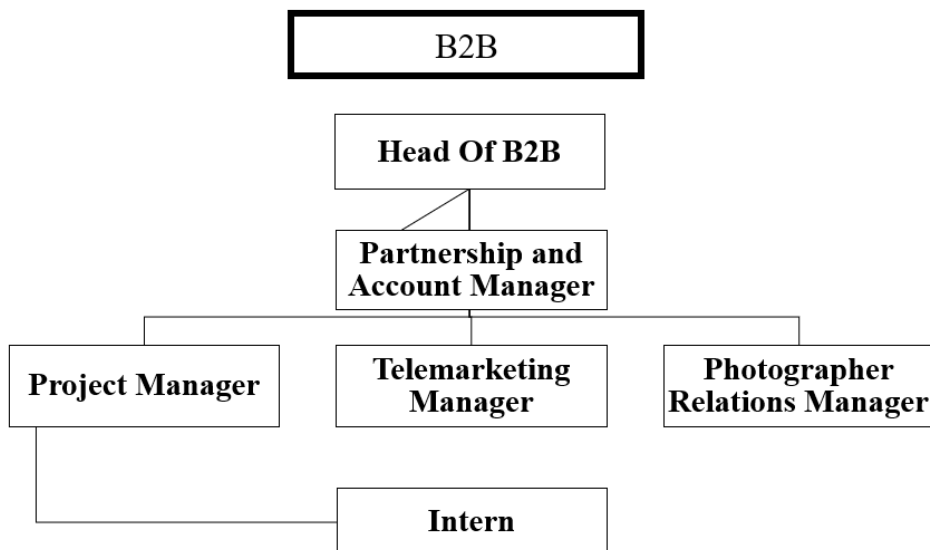 B2B
Head Of B2B
Partnership and
Account Manager
Project Manager
Telemarketing
Manager
Photographer
Relations Manager
Intern